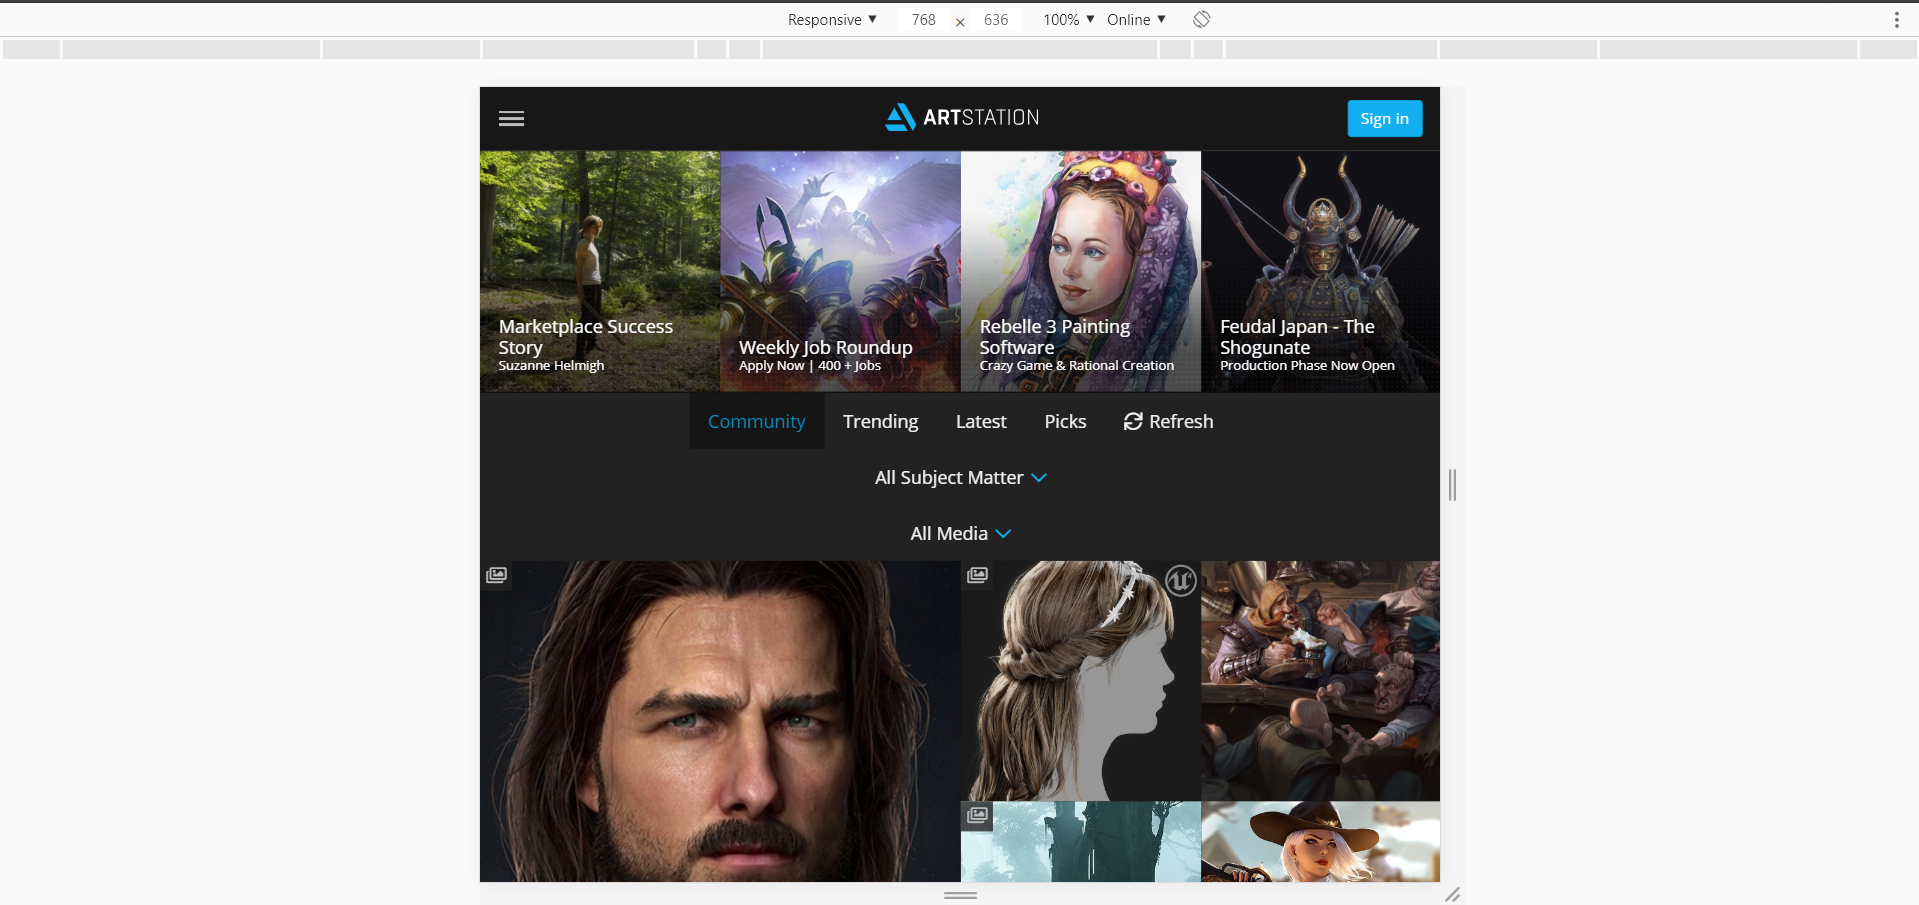 Responsive 768 × 636 100% Online
ARTSTATION
Sign in
Marketplace Success
Story
Suzanne Helmigh
Weekly Job Roundup
Apply Now | 400 + Jobs
Rebelle 3 Painting
Software
Crazy Game & Rational Creation
Feudal Japan - The
Shogunate
Production Phase Now Open
Community Trending Latest Picks Refresh
All Subject Matter
All Media